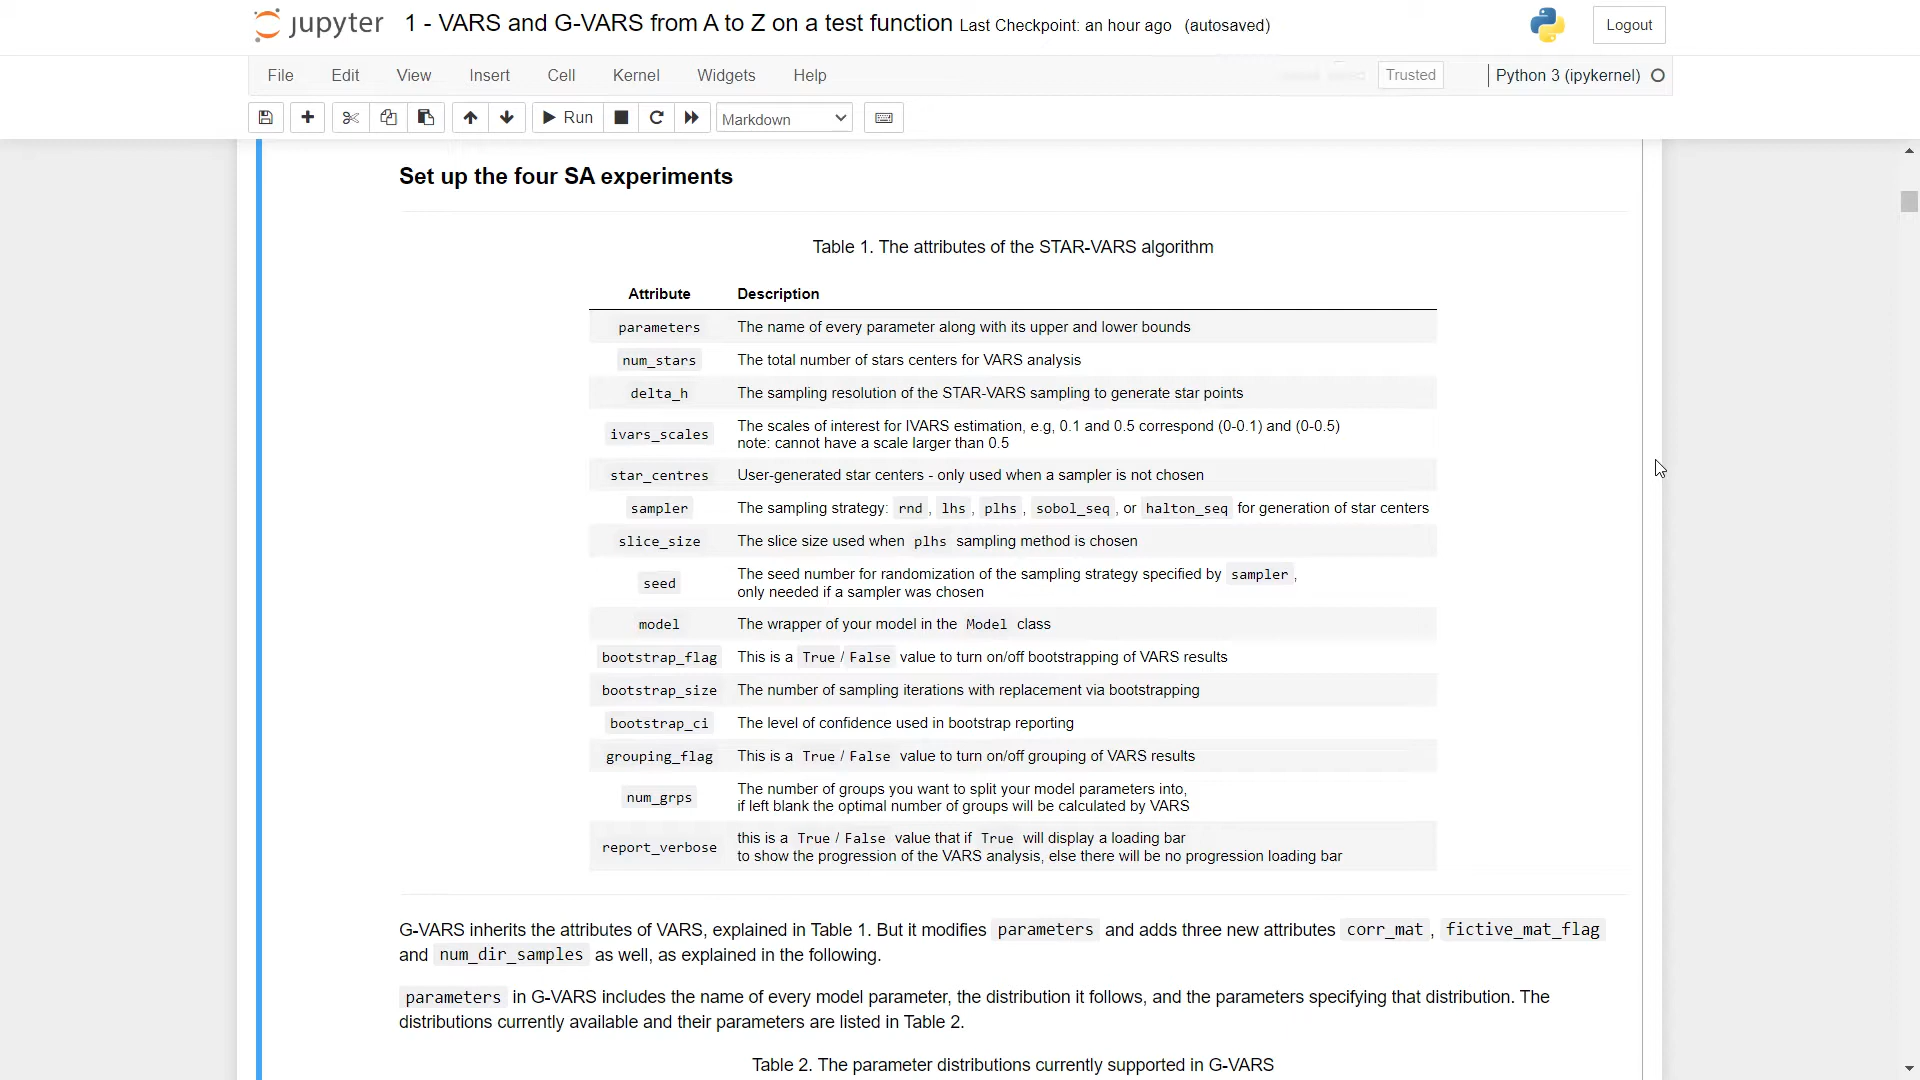 jupyter 1 - VARS and G-VARS from A to Z on a test function Last Checkpoint: an hour ago (autosaved) Logout
File Edit View Insert Cell Kernel Widgets Help Trusted Python 3 (ipykernel)
Run Markdown
Set up the four SA experiments
Table 1. The attributes of the STAR-VARS algorithm
Attribute Description
parameters The name of every parameter along with its upper and lower bounds
num_stars The total number of stars centers for VARS analysis
delta_h The sampling resolution of the STAR-VARS sampling to generate star points
ivars_scales The scales of interest for IVARS estimation, e.g, 0.1 and 0.5 correspond (0-0.1) and (0-0.5)
note: cannot have a scale larger than 0.5
star_centres User-generated star centers - only used when a sampler is not chosen
sampler The sampling strategy: rnd , lhs , plhs , sobol_seq , or halton_seq for generation of star centers
slice_size The slice size used when plhs sampling method is chosen
seed The seed number for randomization of the sampling strategy specified by sampler ,
only needed if a sampler was chosen
model The wrapper of your model in the Model class
bootstrap_flag This is a True / False value to turn on/off bootstrapping of VARS results
bootstrap_size The number of sampling iterations with replacement via bootstrapping
bootstrap_ci The level of confidence used in bootstrap reporting
grouping_flag This is a True / False value to turn on/off grouping of VARS results
num_grps The number of groups you want to split your model parameters into,
if left blank the optimal number of groups will be calculated by VARS
report_verbose this is a True / False value that if True will display a loading bar
to show the progression of the VARS analysis, else there will be no progression loading bar
G-VARS inherits the attributes of VARS, explained in Table 1. But it modifies parameters and adds three new attributes corr_mat , fictive_mat_flag
and num_dir_samples as well, as explained in the following.
parameters in G-VARS includes the name of every model parameter, the distribution it follows, and the parameters specifying that distribution. The
distributions currently available and their parameters are listed in Table 2.
Table 2. The parameter distributions currently supported in G-VARS